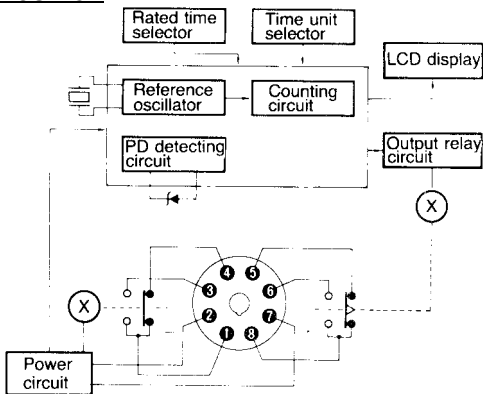 Rated time
selector
Time unit
selector
LCD display
Reference
oscillator
Counting
circuit
PD detecting
circuit
Output relay
circuit
X
4 5
3 6
X
2 7
1 8
Power
circuit